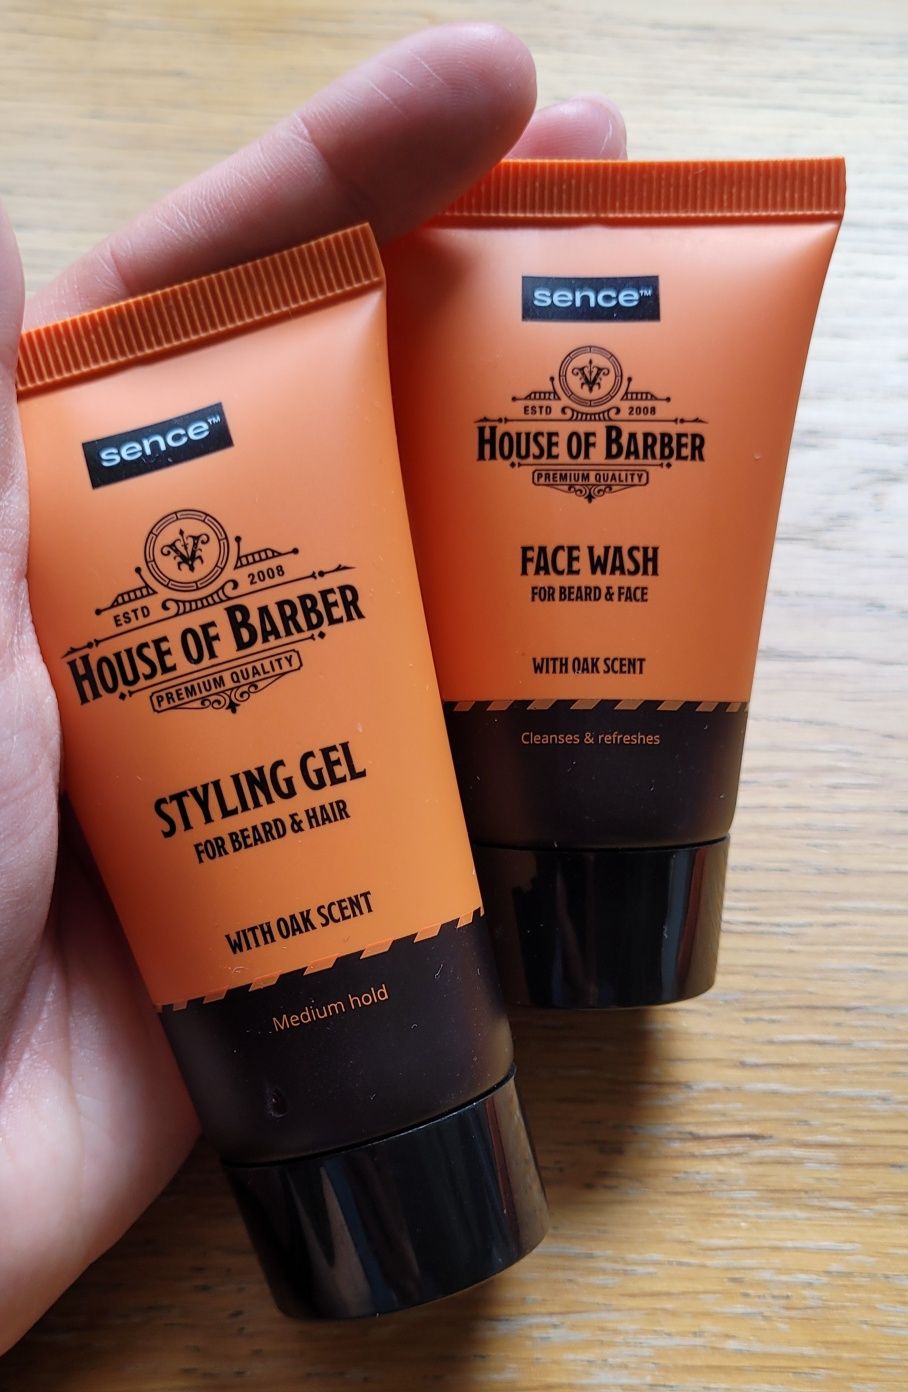 sence™
ESTD 2008
HOUSE OF BARBER
PREMIUM QUALITY
STYLING GEL
FOR BEARD & HAIR
WITH OAK SCENT
Medium hold
sence™
ESTD 2008
HOUSE OF BARBER
PREMIUM QUALITY
FACE WASH
FOR BEARD & FACE
WITH OAK SCENT
Cleanses & refreshes